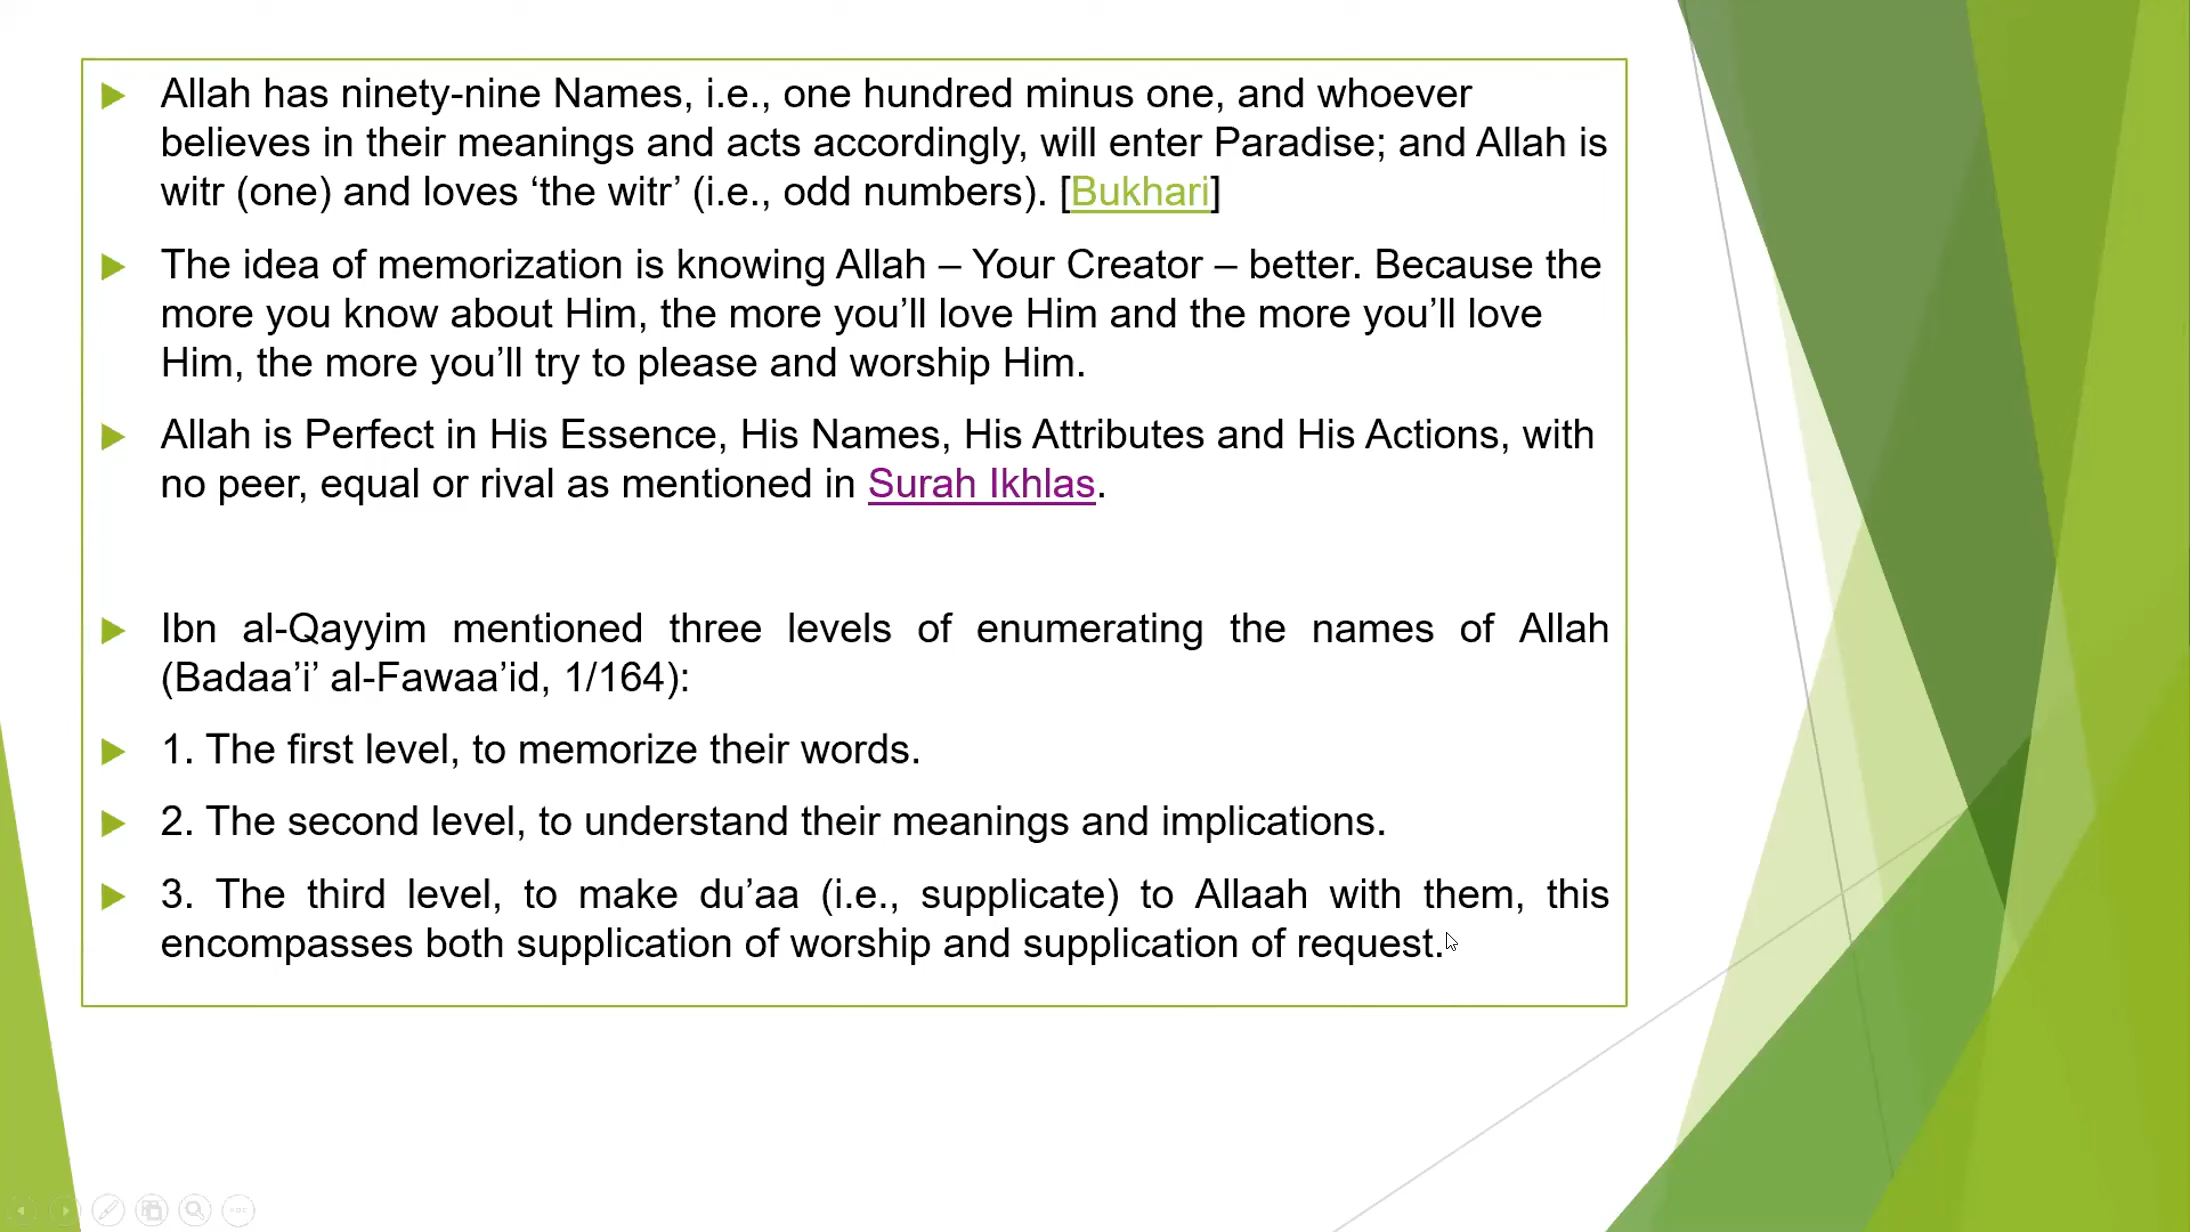 Allah has ninety-nine Names, i.e., one hundred minus one, and whoever
believes in their meanings and acts accordingly, will enter Paradise; and Allah is
witr (one) and loves ‘the witr’ (i.e., odd numbers). [Bukhari]
The idea of memorization is knowing Allah – Your Creator – better. Because the
more you know about Him, the more you’ll love Him and the more you’ll love
Him, the more you’ll try to please and worship Him.
Allah is Perfect in His Essence, His Names, His Attributes and His Actions, with
no peer, equal or rival as mentioned in Surah Ikhlas.
Ibn al-Qayyim mentioned three levels of enumerating the names of Allah
(Badaa’i’ al-Fawaa’id, 1/164):
1. The first level, to memorize their words.
2. The second level, to understand their meanings and implications.
3. The third level, to make du’aa (i.e., supplicate) to Allaah with them, this
encompasses both supplication of worship and supplication of request.